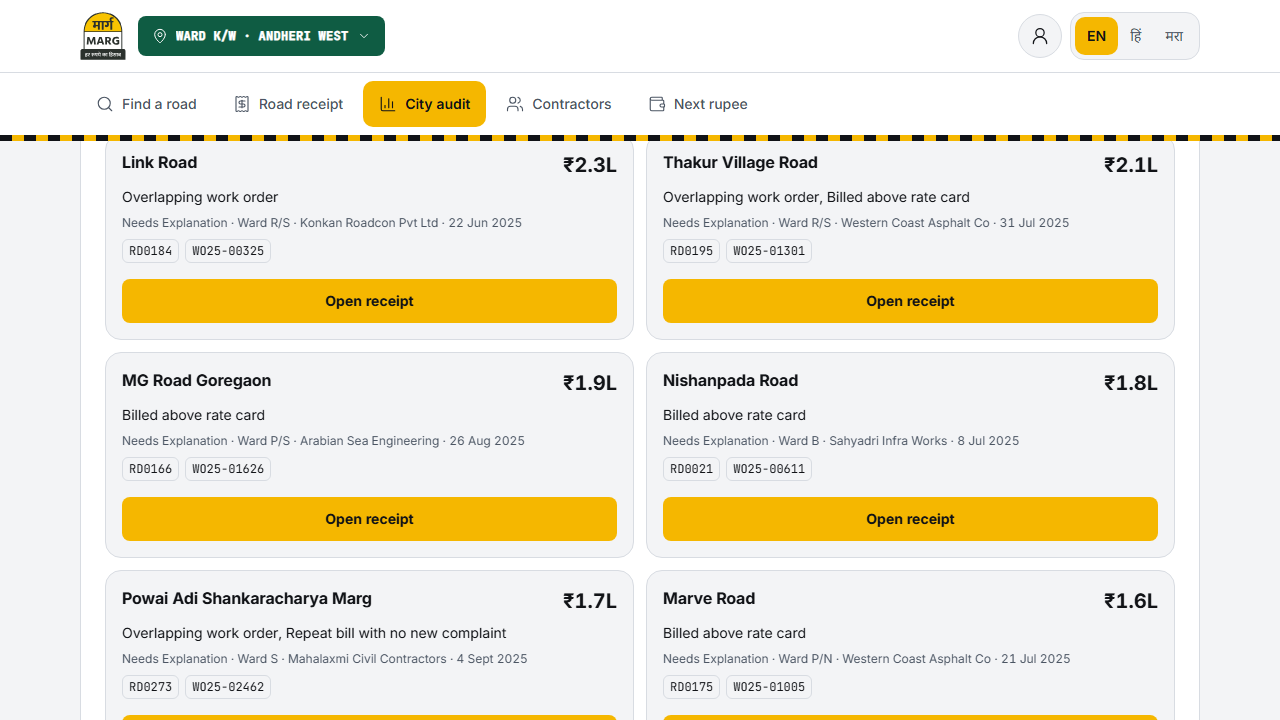 मार्ग
MARG
हर रुपये का हिसाब
WARD K/W · ANDHERI WEST
EN
हिं
मरा
Find a road
Road receipt
City audit
Contractors
Next rupee
Link Road
₹2.3L
Overlapping work order
Needs Explanation · Ward R/S · Konkan Roadcon Pvt Ltd · 22 Jun 2025
RD0184
WO25-00325
Open receipt
Thakur Village Road
₹2.1L
Overlapping work order, Billed above rate card
Needs Explanation · Ward R/S · Western Coast Asphalt Co · 31 Jul 2025
RD0195
WO25-01301
Open receipt
MG Road Goregaon
₹1.9L
Billed above rate card
Needs Explanation · Ward P/S · Arabian Sea Engineering · 26 Aug 2025
RD0166
WO25-01626
Open receipt
Nishanpada Road
₹1.8L
Billed above rate card
Needs Explanation · Ward B · Sahyadri Infra Works · 8 Jul 2025
RD0021
WO25-00611
Open receipt
Powai Adi Shankaracharya Marg
₹1.7L
Overlapping work order, Repeat bill with no new complaint
Needs Explanation · Ward S · Mahalaxmi Civil Contractors · 4 Sept 2025
RD0273
WO25-02462
Marve Road
₹1.6L
Billed above rate card
Needs Explanation · Ward P/N · Western Coast Asphalt Co · 21 Jul 2025
RD0175
WO25-01005